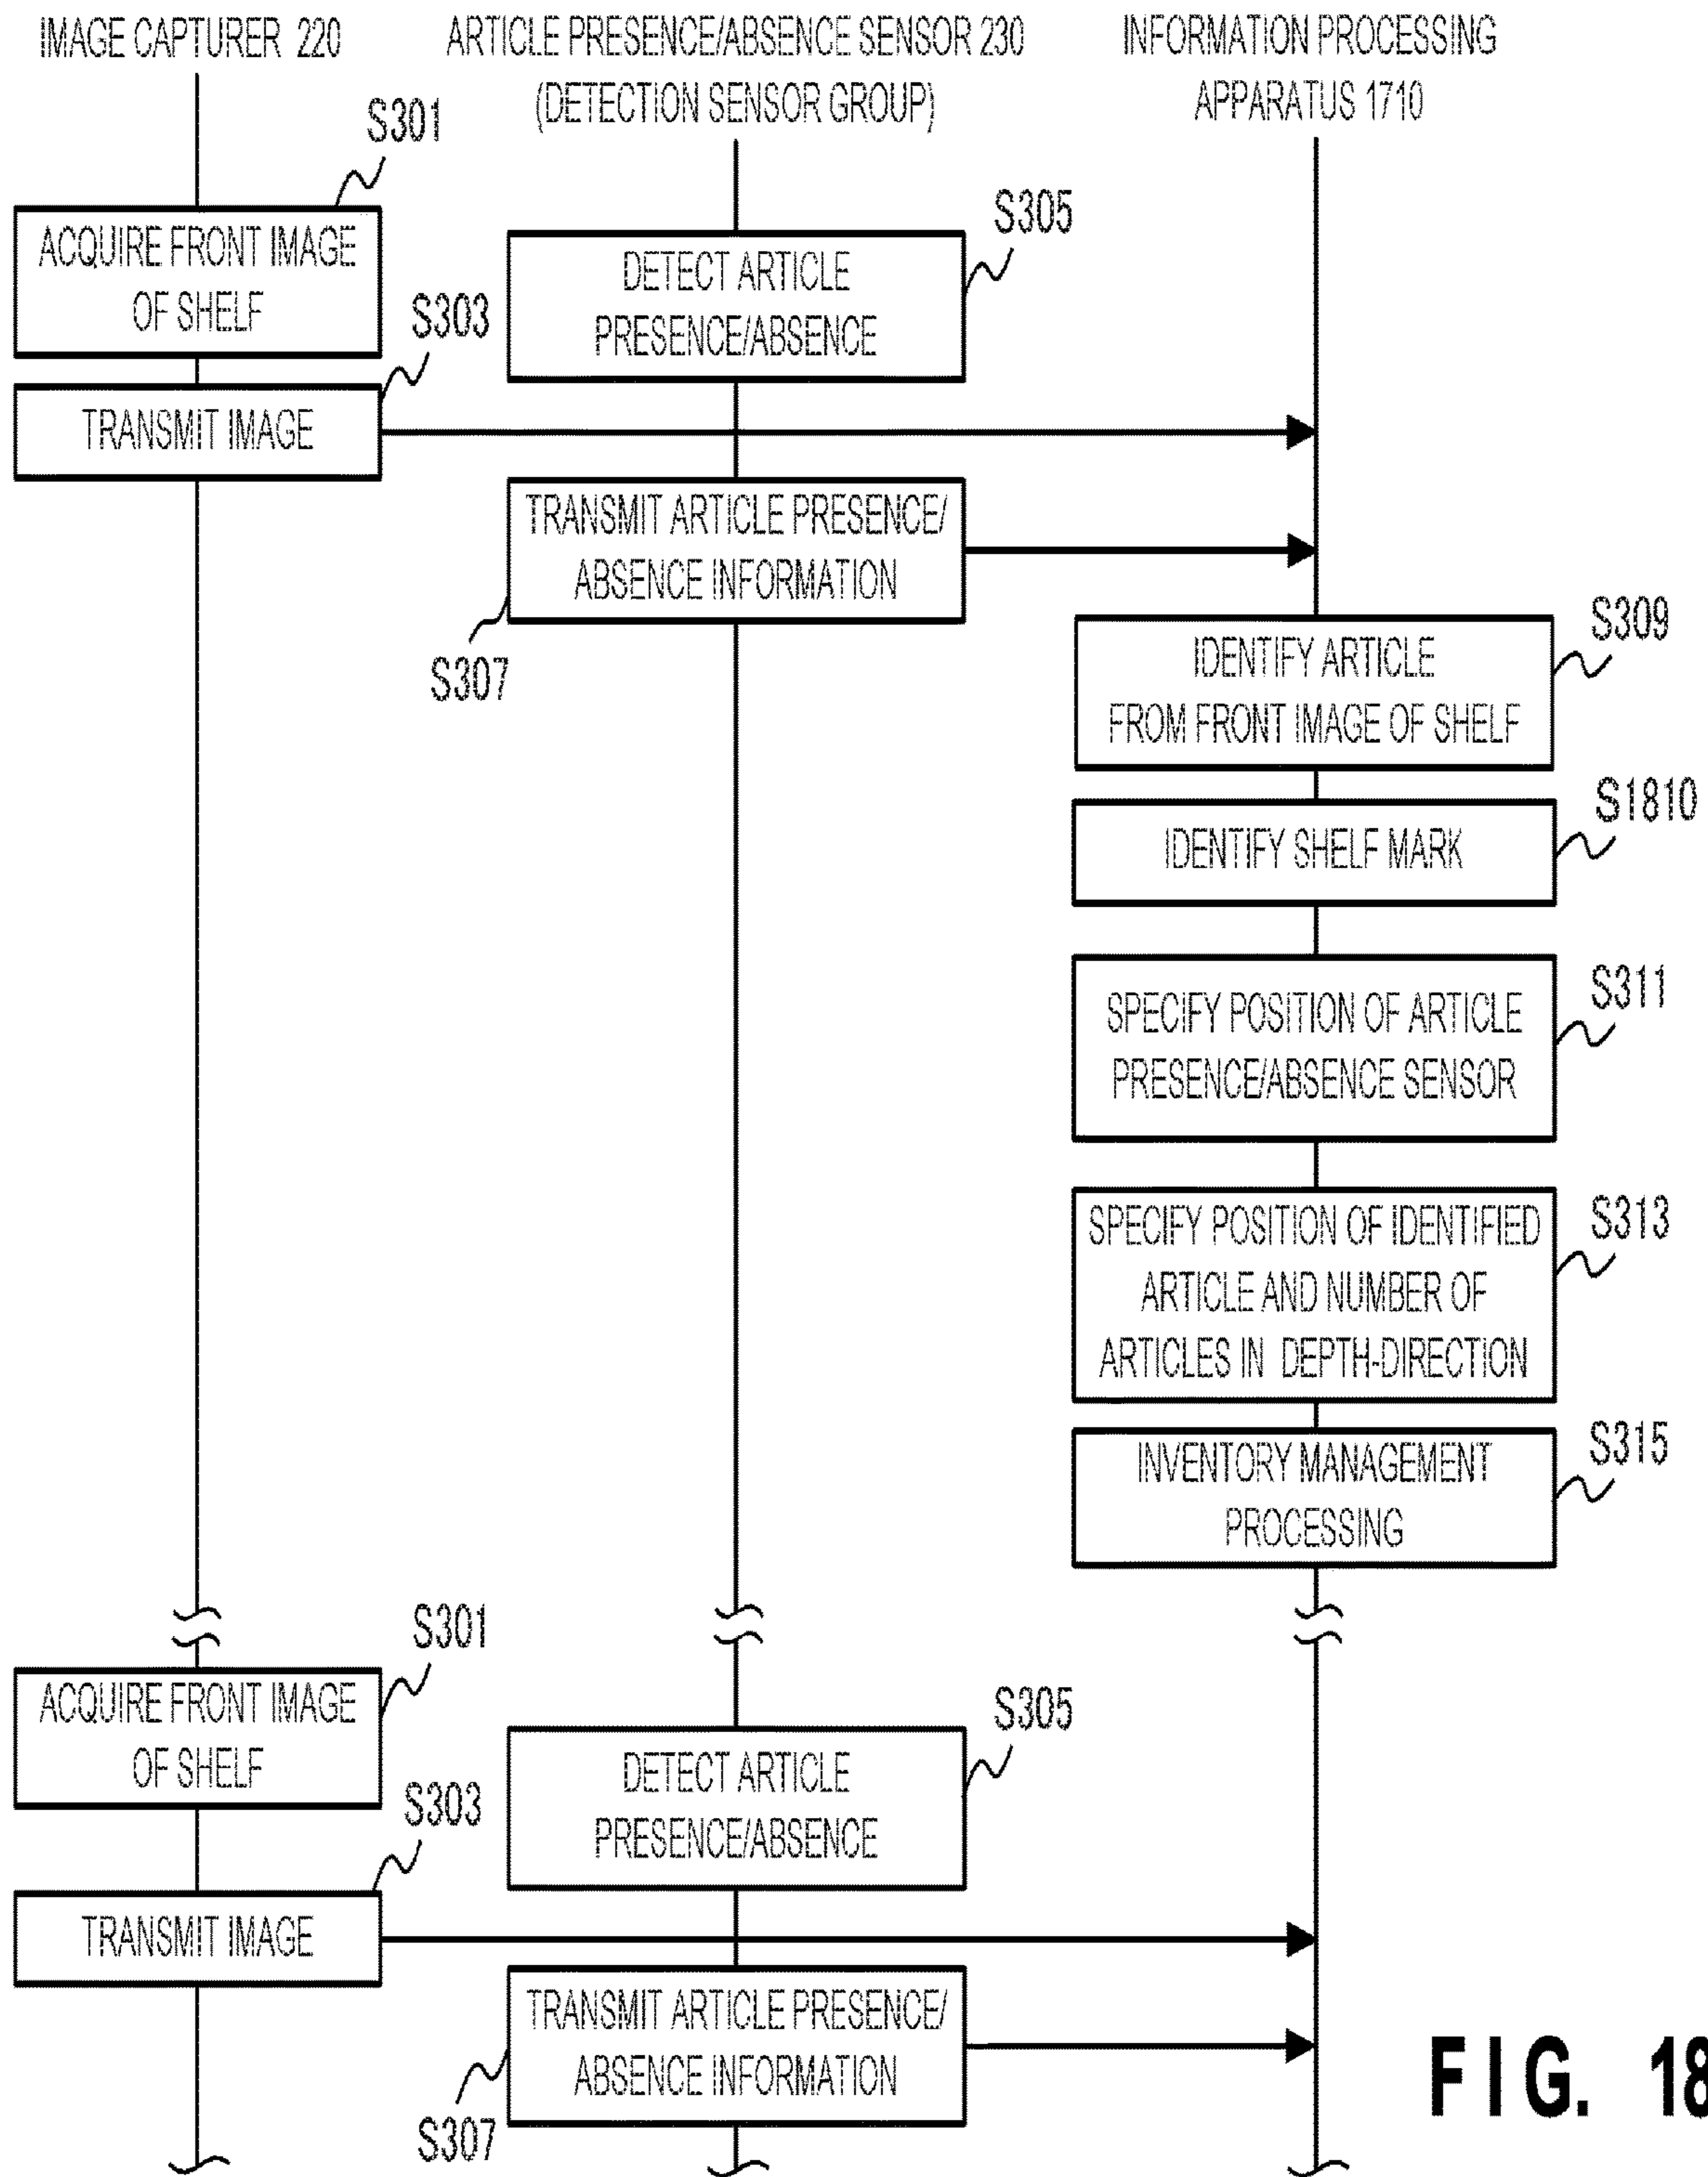 IMAGE CAPTURER 220
ARTICLE PRESENCE/ABSENCE SENSOR 230
(DETECTION SENSOR GROUP)
INFORMATION PROCESSING
APPARATUS 1710
S301
ACQUIRE FRONT IMAGE
OF SHELF
S305
DETECT ARTICLE
PRESENCE/ABSENCE
S303
TRANSMIT IMAGE
TRANSMIT ARTICLE PRESENCE/
ABSENCE INFORMATION
S307
S309
IDENTIFY ARTICLE
FROM FRONT IMAGE OF SHELF
S1810
IDENTIFY SHELF MARK
S311
SPECIFY POSITION OF ARTICLE
PRESENCE/ABSENCE SENSOR
S313
SPECIFY POSITION OF IDENTIFIED
ARTICLE AND NUMBER OF
ARTICLES IN DEPTH-DIRECTION
S315
INVENTORY MANAGEMENT
PROCESSING
S301
ACQUIRE FRONT IMAGE
OF SHELF
S305
DETECT ARTICLE
PRESENCE/ABSENCE
S303
TRANSMIT IMAGE
TRANSMIT ARTICLE PRESENCE/
ABSENCE INFORMATION
S307
FIG. 18